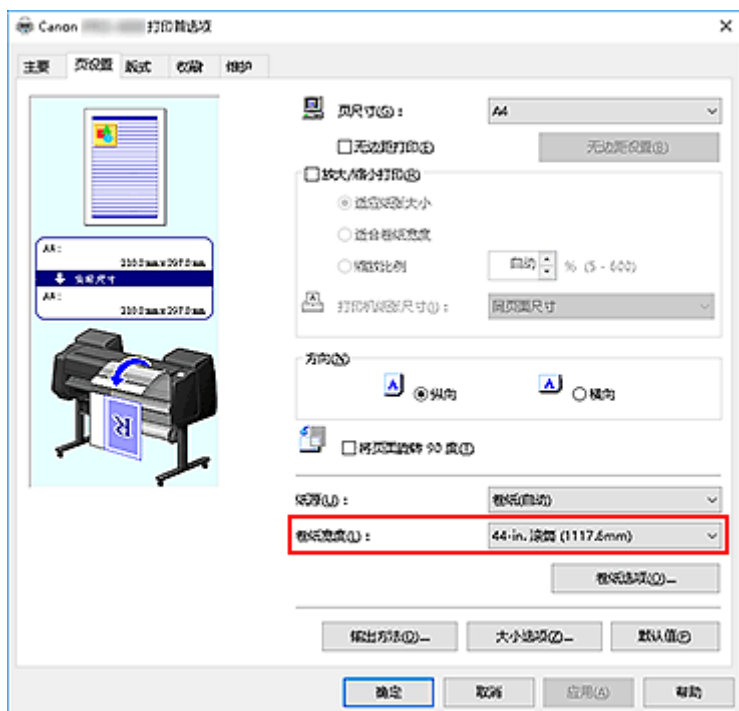 Canon 打印首选项
主要 页设置 版式 收藏 维护
页尺寸(S)： A4
无边距打印(E) 无边距设置(B)
放大/缩小打印(R)
适应纸张大小
适合卷纸宽度
缩放比例 自动 % (5 - 600)
打印机纸张尺寸(I)： 同页面尺寸
A4 :
210.0mm x 297.0mm
实际尺寸
A4 :
210.0mm x 297.0mm
方向(N)
A 纵向 A 横向
将页面旋转 90 度(T)
纸源(U)： 卷纸(自动)
卷纸宽度(L)： 44-in. 滚筒 (1117.6mm)
卷纸选项(O)...
输出方法(D)... 大小选项(Z)... 默认值(F)
确定 取消 应用(A) 帮助